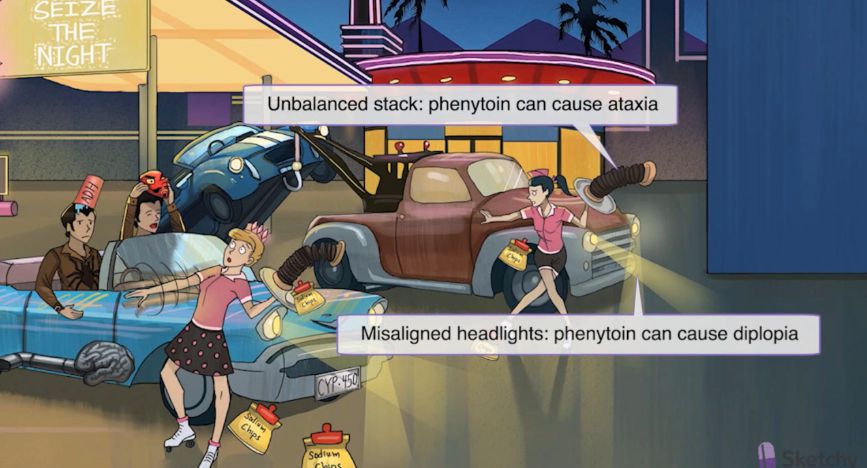 SEIZE
THE
NIGHT
Unbalanced stack: phenytoin can cause ataxia
HOV
Sodium
Chips
Misaligned headlights: phenytoin can cause diplopia
CYP-450
Sodium
Chips
Sodium
Chips
Sketchy